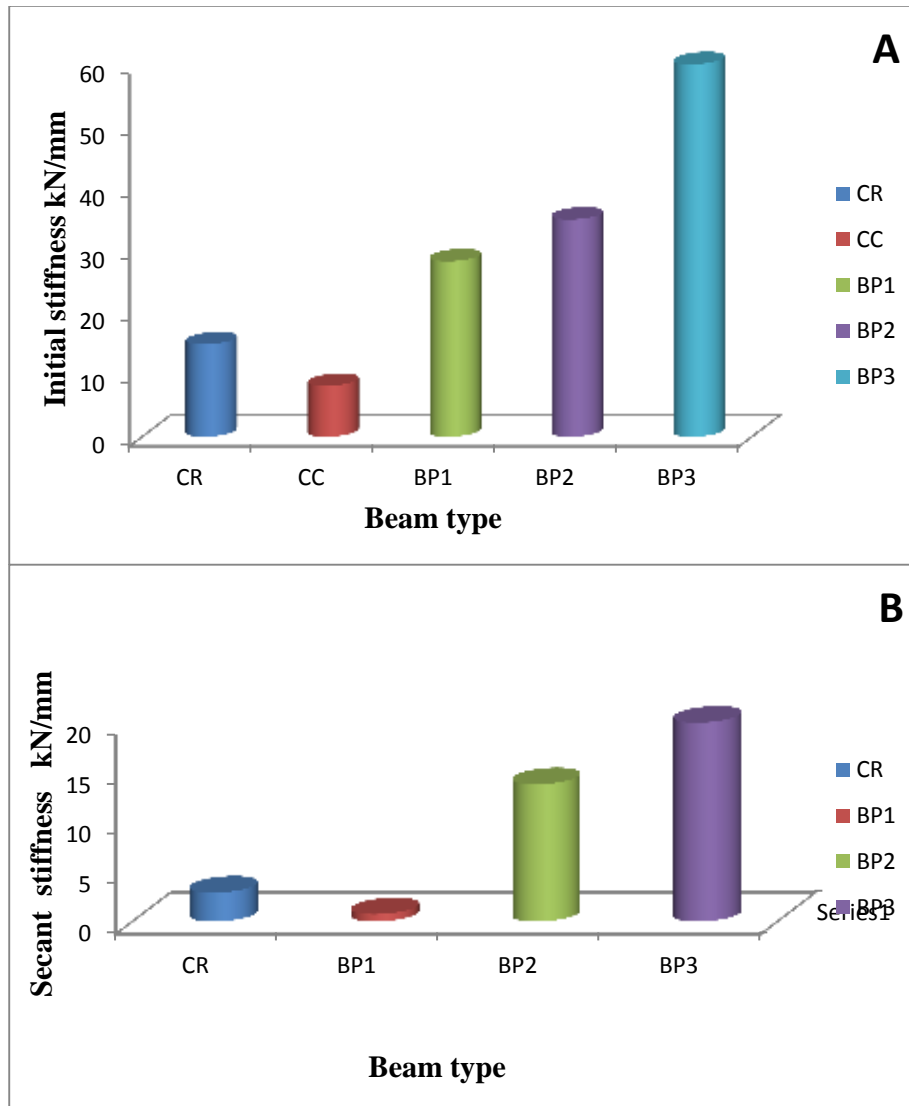 A
Initial stiffness kN/mm
60
50
40
30
20
10
0
CR
CC
BP1
BP2
BP3
Beam type
CR
CC
BP1
BP2
BP3
B
Secant stiffness kN/mm
20
15
10
5
0
CR
BP1
BP2
BP3
Beam type
CR
BP1
BP2
BP3
Series1